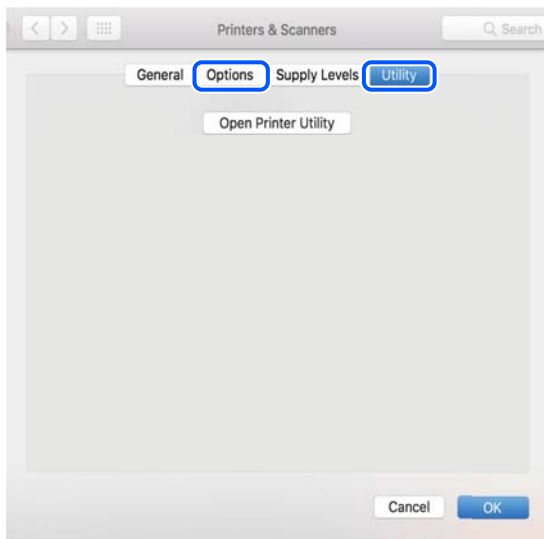 Printers & Scanners Search
General Options Supply Levels Utility
Open Printer Utility
Cancel OK